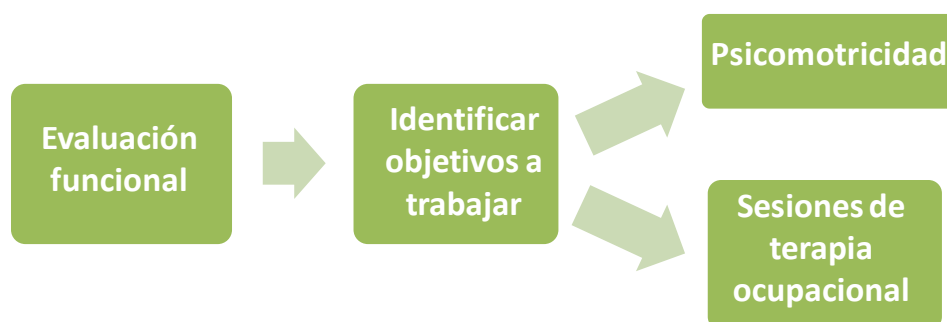 Evaluación
funcional
Identificar
objetivos a
trabajar
Psicomotricidad
Sesiones de
terapia
ocupacional